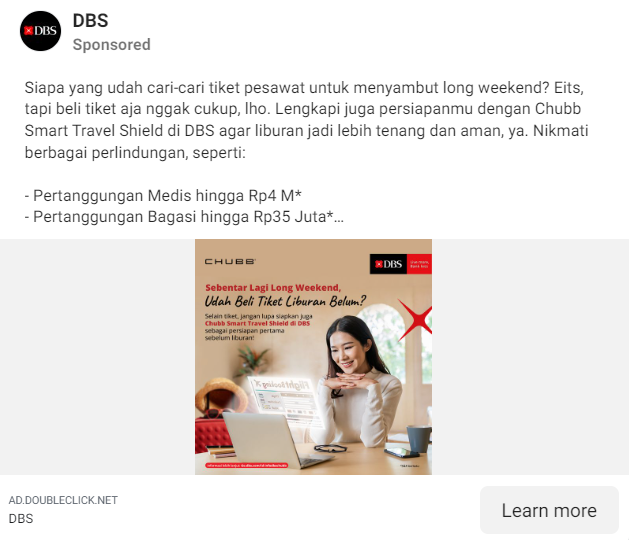 DBS
DBS
Sponsored
Siapa yang udah cari-cari tiket pesawat untuk menyambut long weekend? Eits,
tapi beli tiket aja nggak cukup, lho. Lengkapi juga persiapanmu dengan Chubb
Smart Travel Shield di DBS agar liburan jadi lebih tenang dan aman, ya. Nikmati
berbagai perlindungan, seperti:
- Pertanggungan Medis hingga Rp4 M*
- Pertanggungan Bagasi hingga Rp35 Juta*...
CHUBB
DBS
Sebentar Lagi Long Weekend,
Udah Beli Tiket Liburan Belum?
Selain tiket, jangan lupa siapkan juga
Chubb Smart Travel Shield di DBS
sebagai persiapan pertama
sebelum liburan!
Flight Booking
AD.DOUBLECLICK.NET
DBS
Learn more